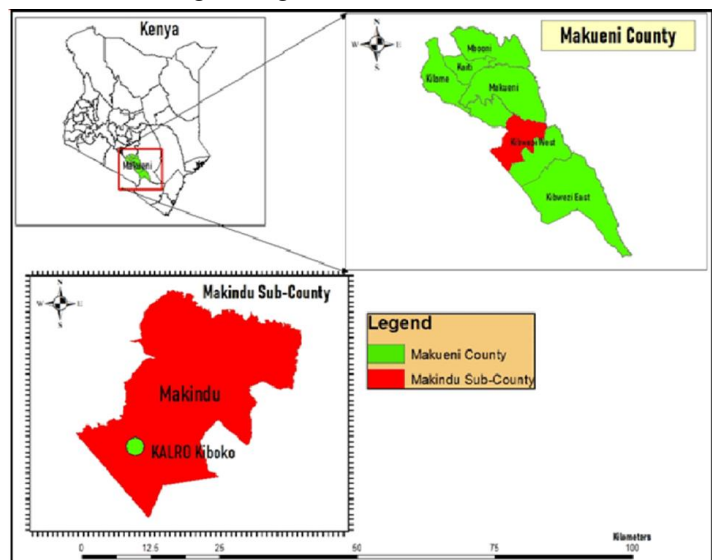 Kenya
N
W
E
S
Makueni
Makueni County
N
W
E
S
Mbooni
Kaiti
Kilome
Makueni
Kibwezi West
Kibwezi East
Makindu Sub-County
N
W
E
S
Makindu
KALRO Kiboko
Legend
Makueni County
Makindu Sub-County
Kilometers
0 12.5 25 50 75 100